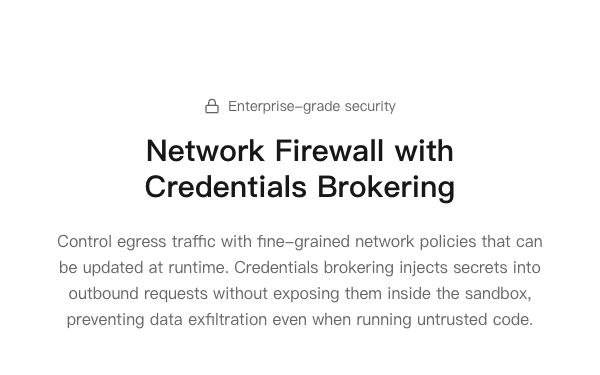 Enterprise-grade security
Network Firewall with
Credentials Brokering
Control egress traffic with fine-grained network policies that can
be updated at runtime. Credentials brokering injects secrets into
outbound requests without exposing them inside the sandbox,
preventing data exfiltration even when running untrusted code.